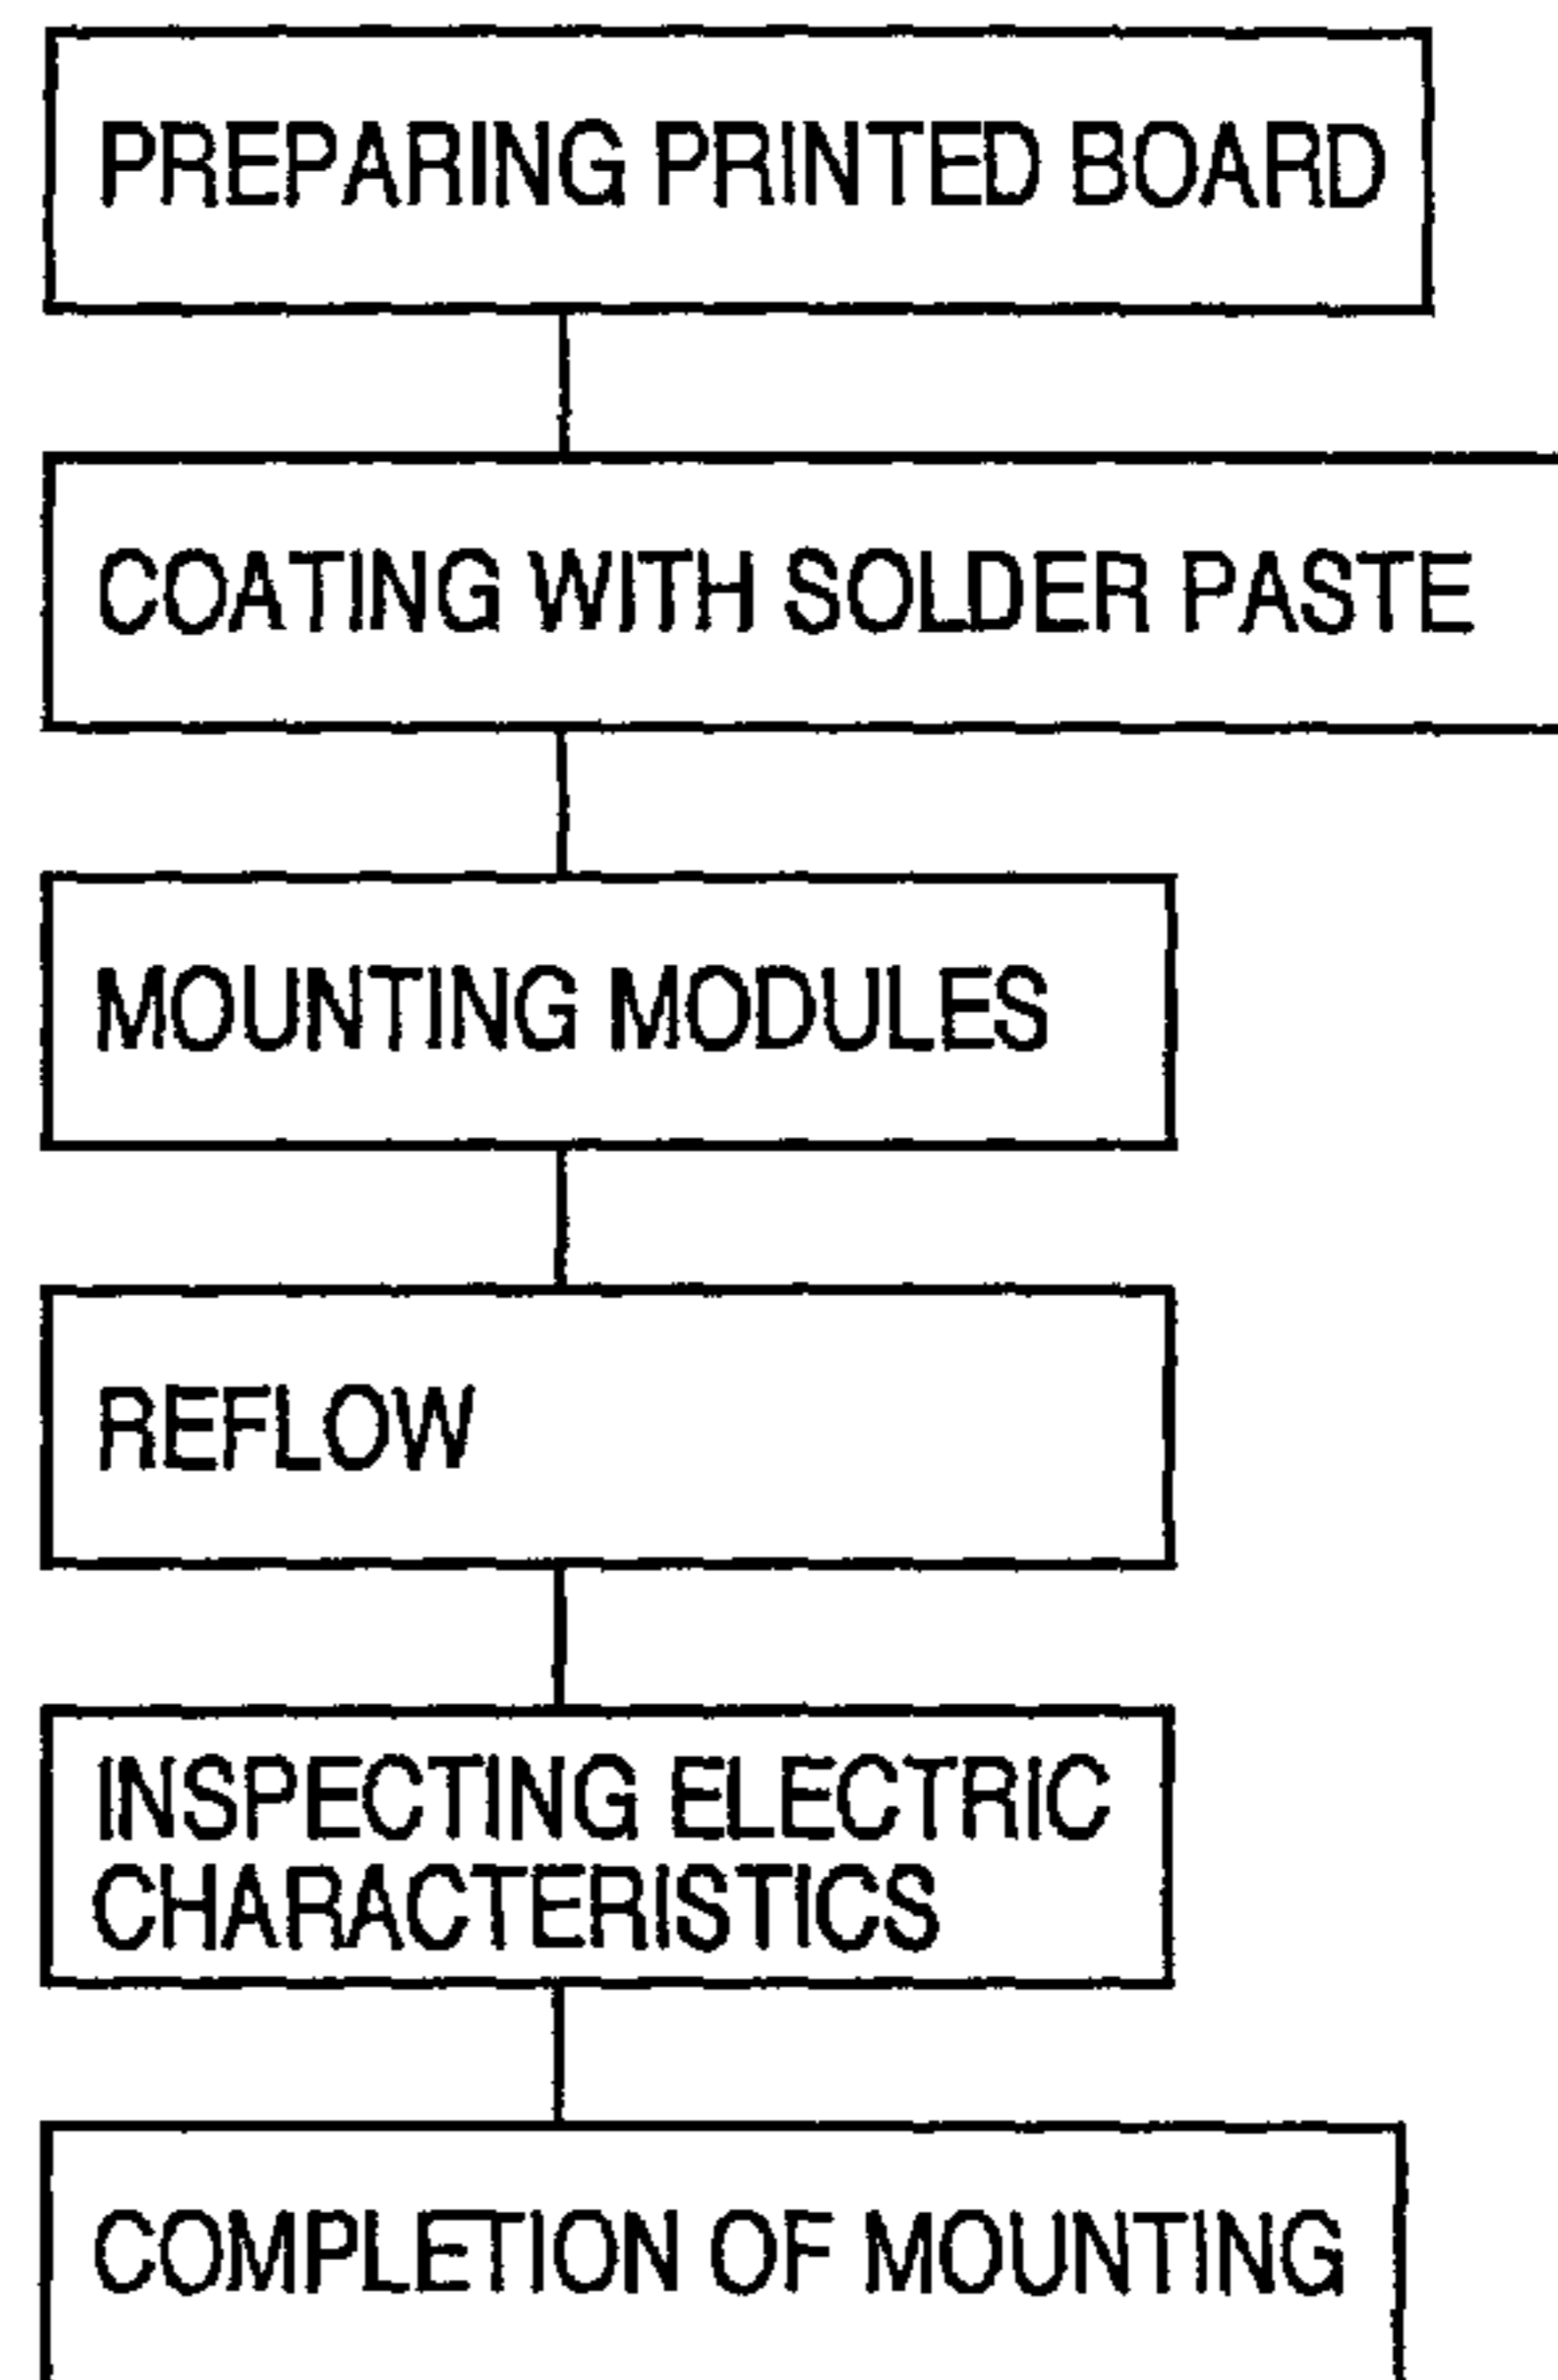 PREPARING PRINTED BOARD
COATING WITH SOLDER PASTE
MOUNTING MODULES
REFLOW
INSPECTING ELECTRIC
CHARACTERISTICS
COMPLETION OF MOUNTING